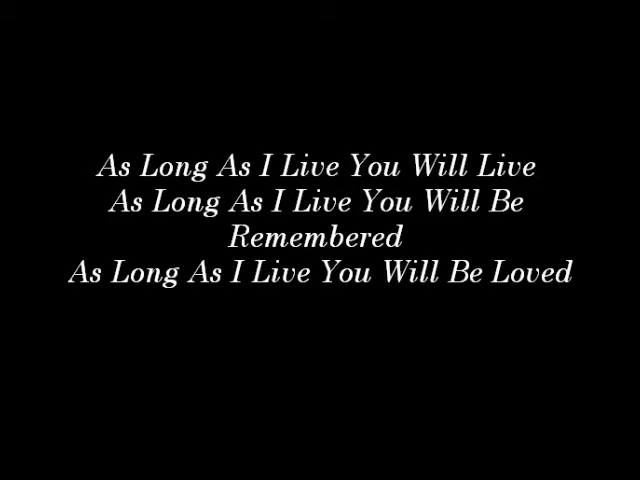 As Long As I Live You Will Live
As Long As I Live You Will Be
Remembered
As Long As I Live You Will Be Loved